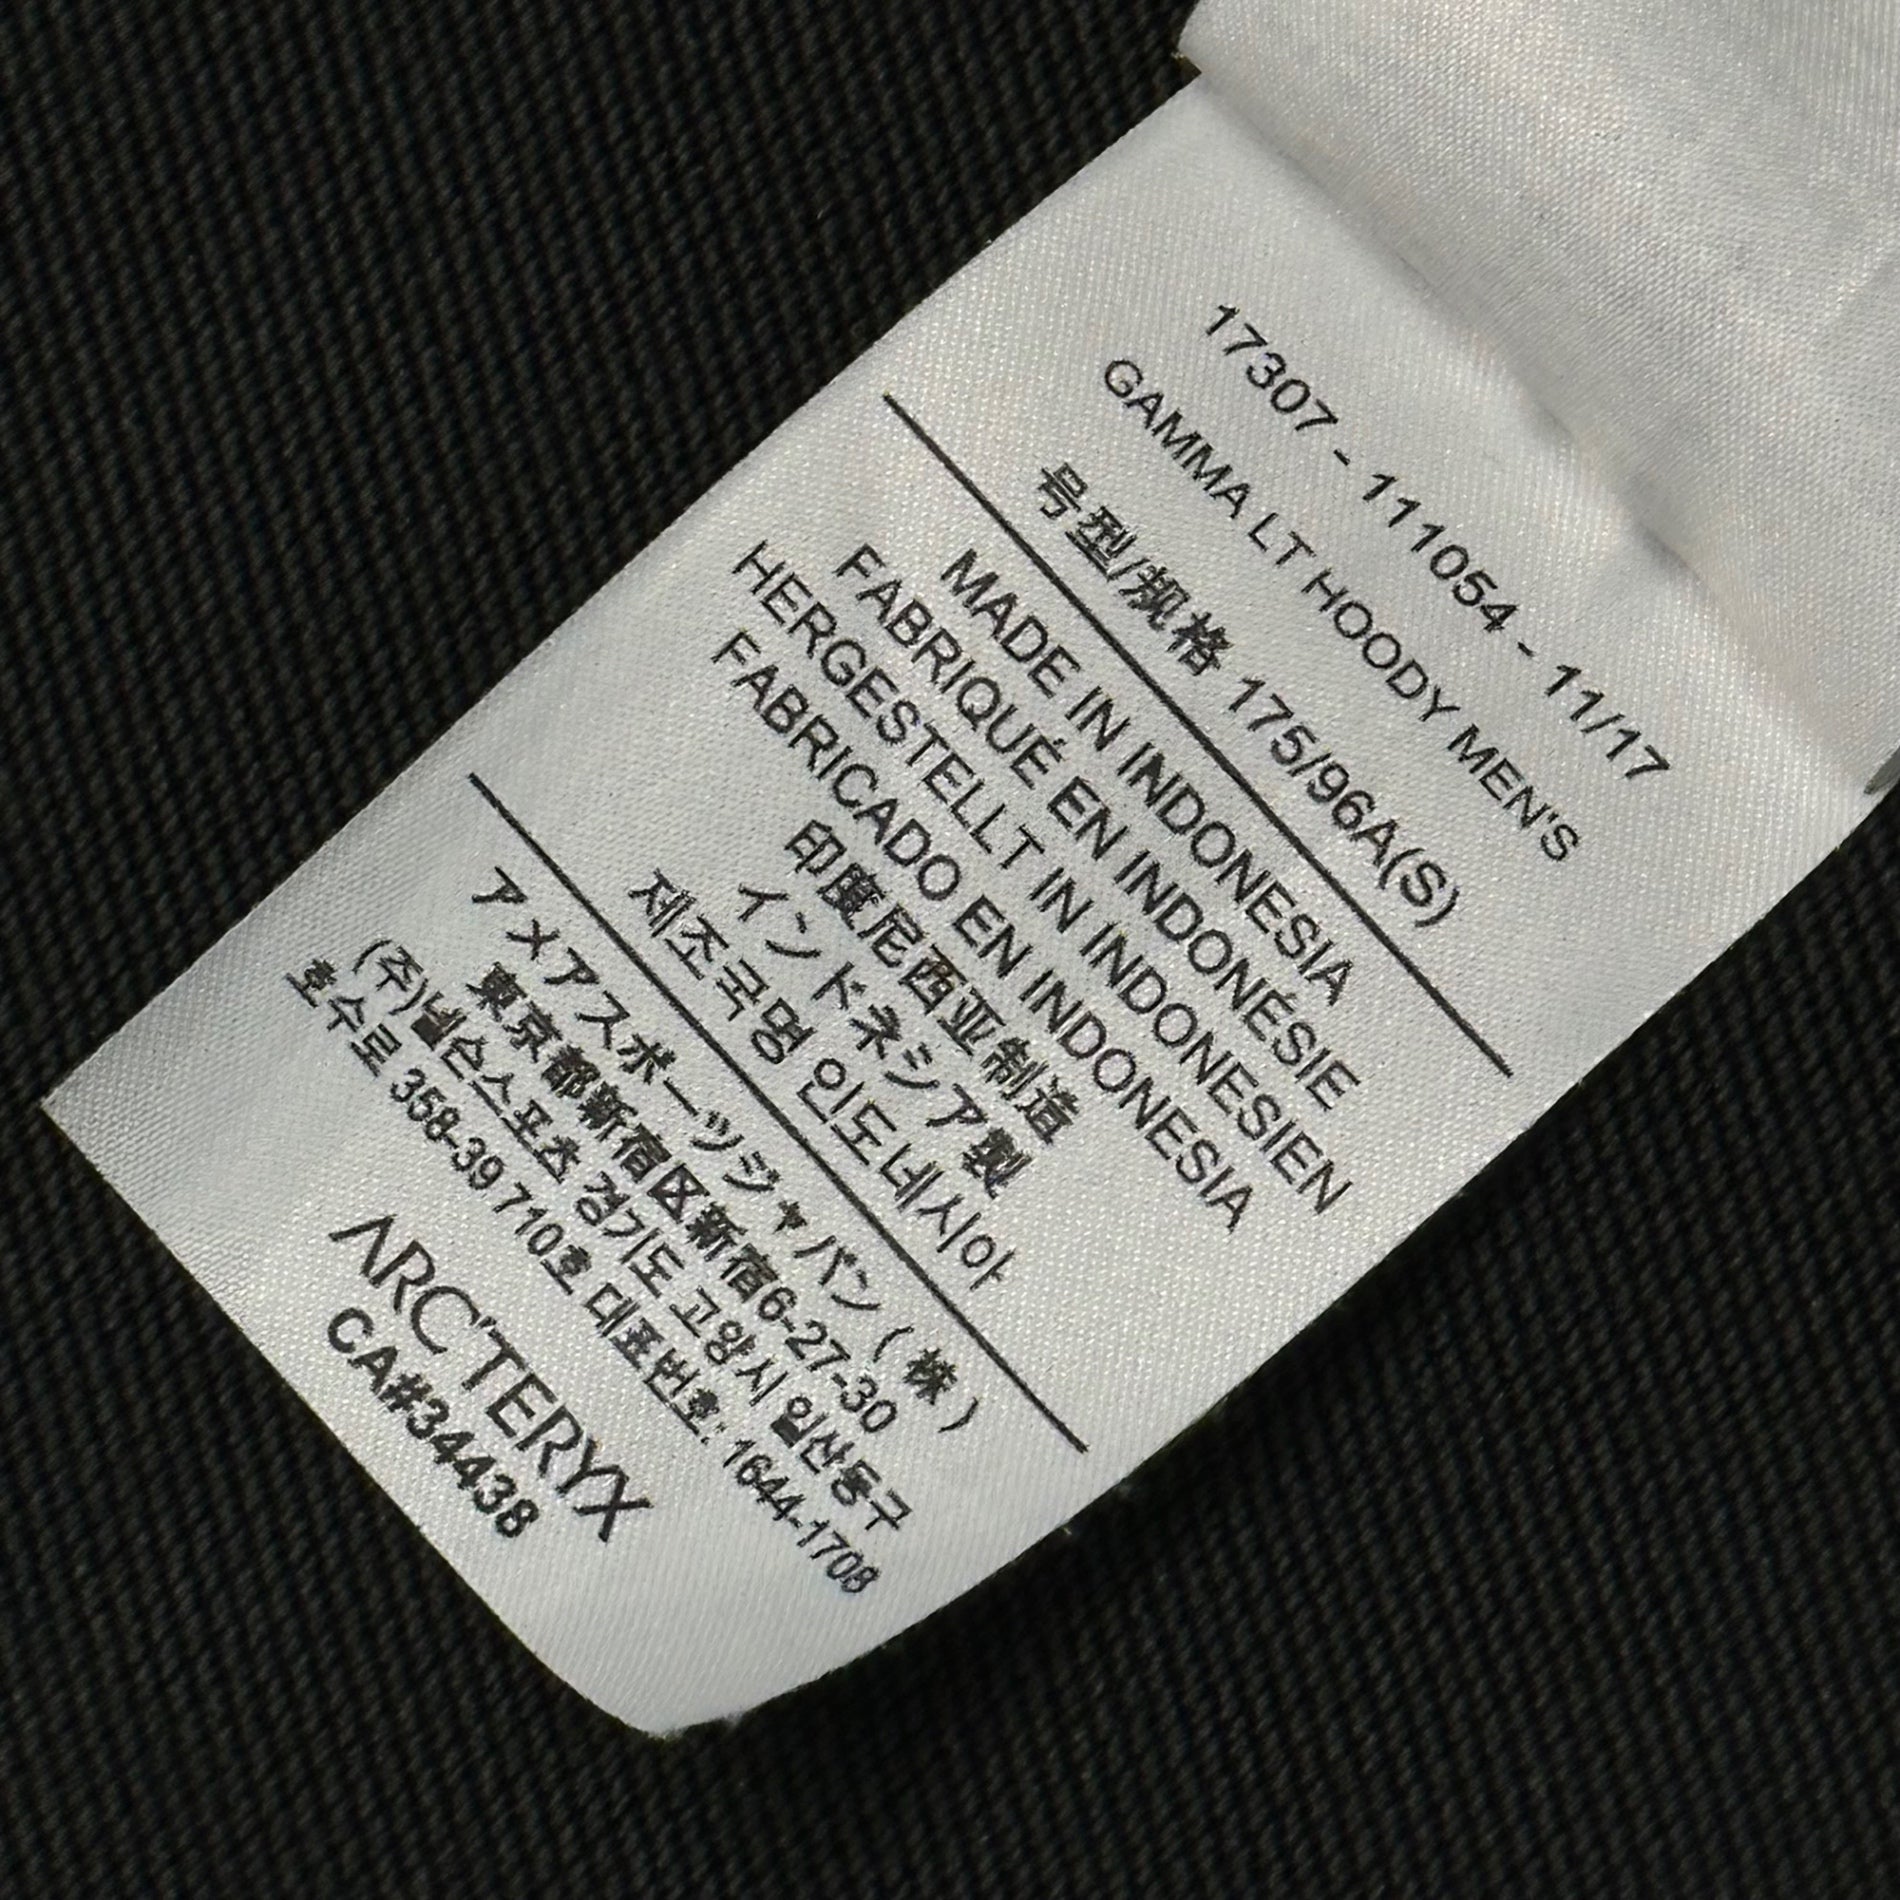 17307 - 111054 - 11/17
GAMMA LT HOODY MEN'S
号型/规格 175/96A(S)
MADE IN INDONESIA
FABRIQUÉ EN INDONÉSIE
HERGESTELLT IN INDONESIEN
FABRICADO EN INDONESIA
印度尼西亚制造
インドネシア製
제조국명 인도네시아
アメアスポーツジャパン(株)
東京都新宿区新宿6-27-30
(주)넬슨스포츠 경기도 고양시 일산동구
호수로 358-39 710호 대표번호: 1644-1708
ARC'TERYX
CA#34438